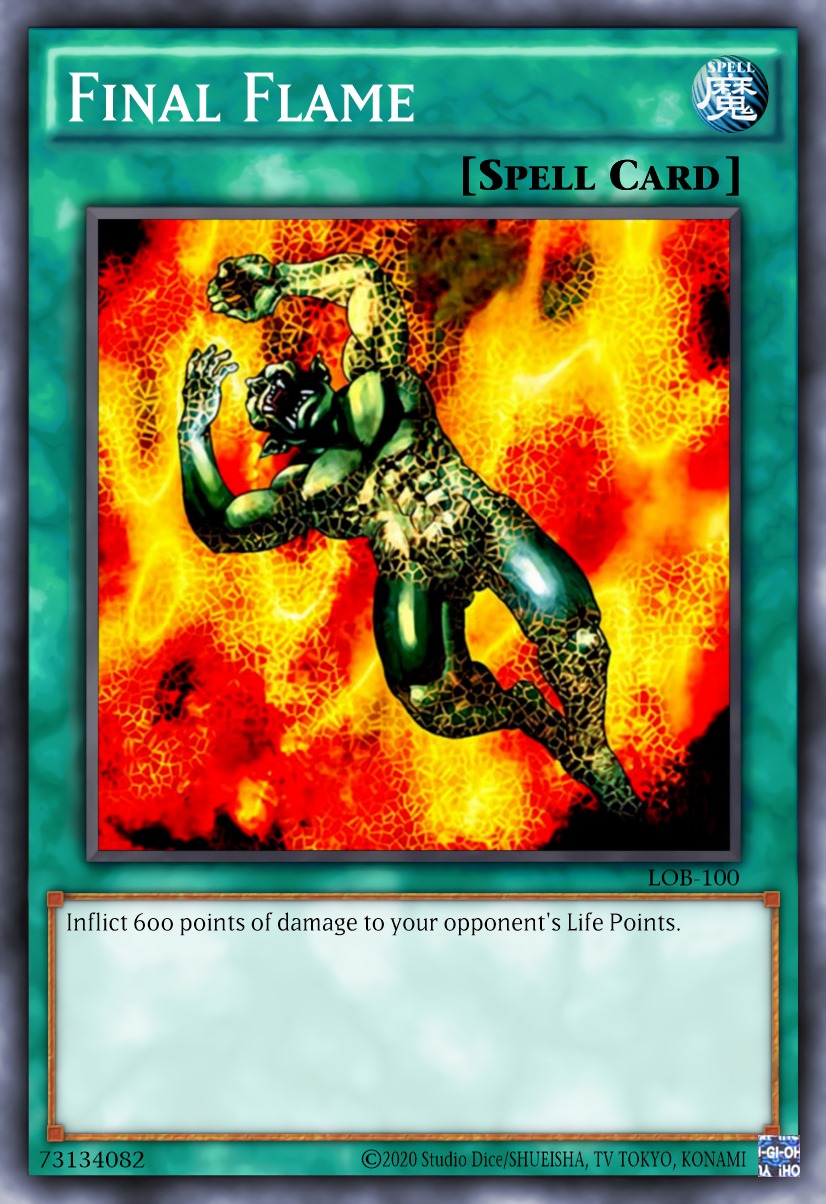 Final Flame
SPELL
魔
[Spell Card]
LOB-100
Inflict 600 points of damage to your opponent's Life Points.
73134082
©2020 Studio Dice/SHUEISHA, TV TOKYO, KONAMI